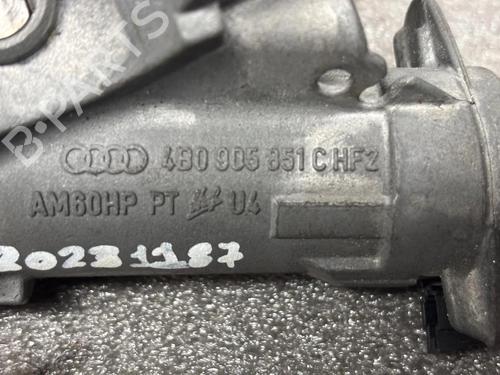 B-PARTS
4B0 905 851 C HF2
AM60HP PT U4
20231187